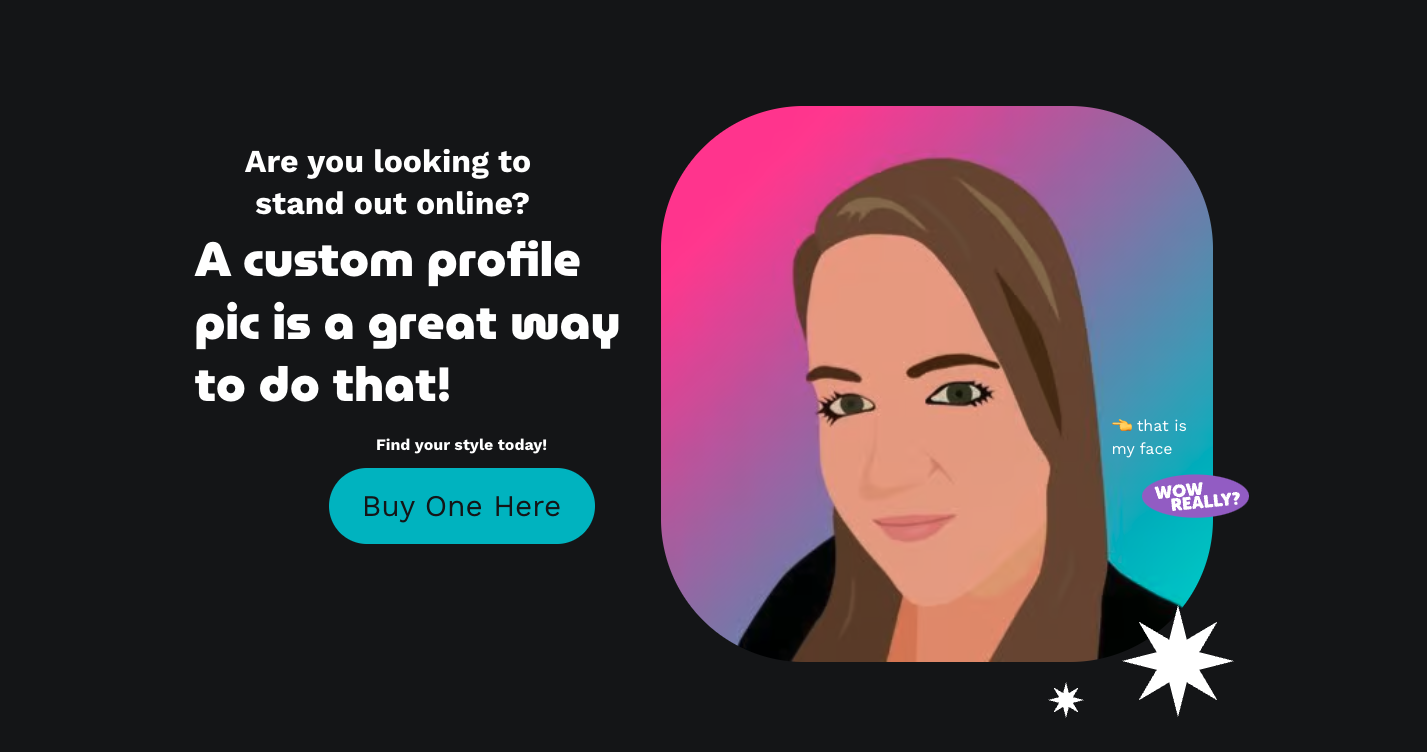 Are you looking to
stand out online?
A custom profile
pic is a great way
to do that!
Find your style today!
Buy One Here
👈 that is
my face
WOW
REALLY?